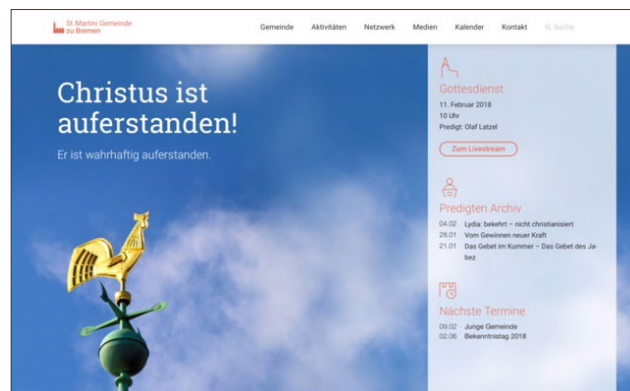 St. Martini Gemeinde
zu Bremen
Gemeinde Aktivitäten Netzwerk Medien Kalender Kontakt Suche
Christus ist
auferstanden!
Er ist wahrhaftig auferstanden.
Gottesdienst
11. Februar 2018
10 Uhr
Predigt: Olaf Latzel
Zum Livestream
Predigten Archiv
04.02 Lydia: bekehrt – nicht christianisiert
28.01 Vom Gewinnen neuer Kraft
21.01 Das Gebet im Kummer – Das Gebet des Ja-
bez
Nächste Termine
09.02 Junge Gemeinde
02.06 Bekenntnistag 2018